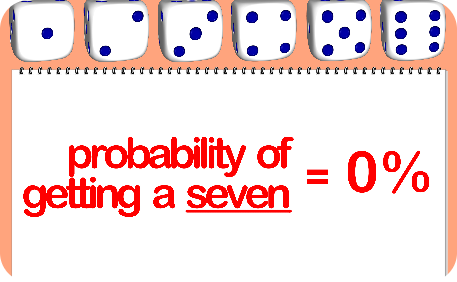 probability of
getting a seven = 0%